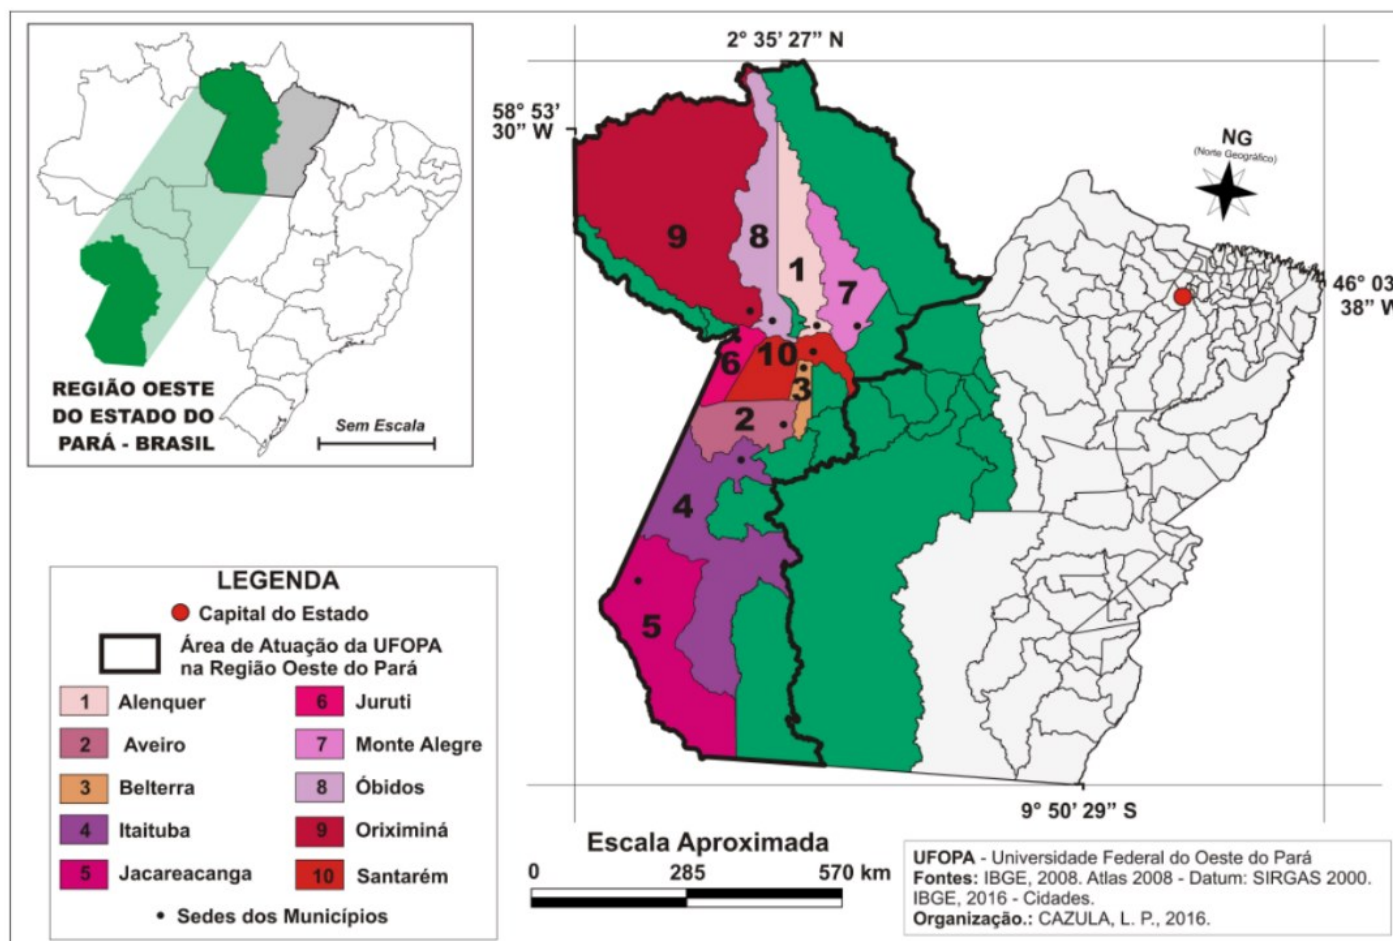 REGIÃO OESTE
DO ESTADO DO
PARÁ - BRASIL
Sem Escala
2° 35’ 27” N
58° 53’
30” W
NG
(Norte Geográfico)
46° 03’
38” W
9
8
1
7
6
10
3
2
4
5
9° 50’ 29” S
LEGENDA
Capital do Estado
Área de Atuação da UFOPA
na Região Oeste do Pará
1 Alenquer
2 Aveiro
3 Belterra
4 Itaituba
5 Jacareacanga
6 Juruti
7 Monte Alegre
8 Óbidos
9 Oriximiná
10 Santarém
Sedes dos Municípios
Escala Aproximada
0 285 570 km
UFOPA - Universidade Federal do Oeste do Pará
Fontes: IBGE, 2008. Atlas 2008 - Datum: SIRGAS 2000.
IBGE, 2016 - Cidades.
Organização.: CAZULA, L. P., 2016.